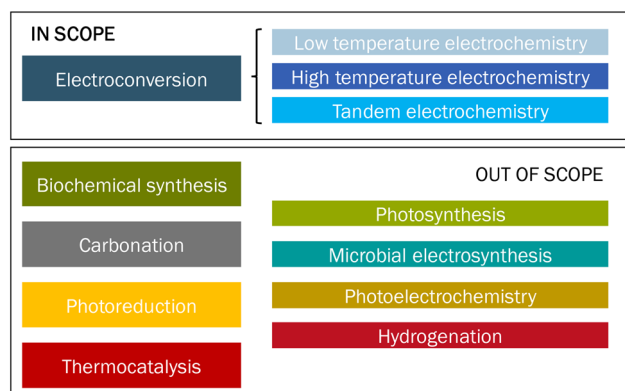 IN SCOPE
Electroconversion
Low temperature electrochemistry
High temperature electrochemistry
Tandem electrochemistry
OUT OF SCOPE
Biochemical synthesis
Carbonation
Photoreduction
Thermocatalysis
Photosynthesis
Microbial electrosynthesis
Photoelectrochemistry
Hydrogenation